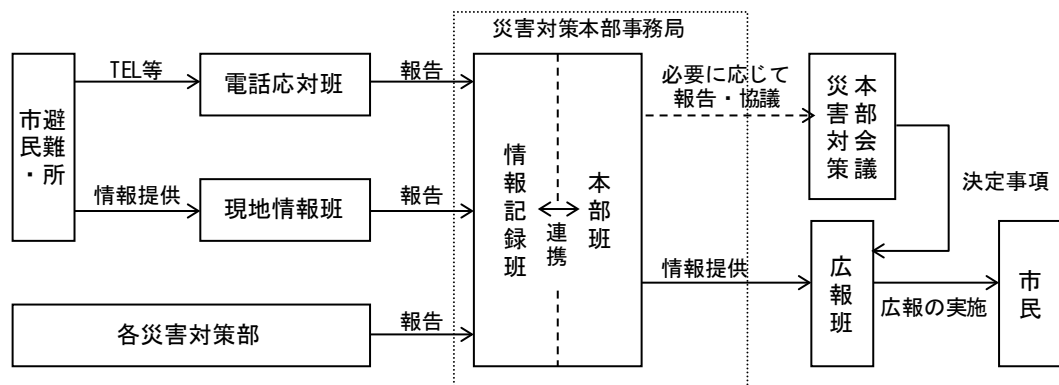 災害対策本部事務局
市民・
避難所
TEL等
電話応対班
報告
情報提供
現地情報班
報告
各災害対策部
報告
情報記録班
連携
本部班
必要に応じて
報告・協議
災害対策
本部会議
決定事項
情報提供
広報班
広報の実施
市民